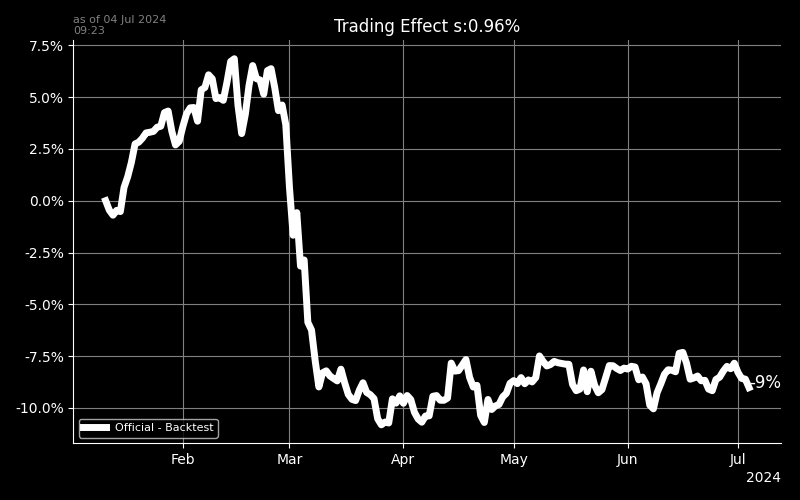 as of 04 Jul 2024
09:23
Trading Effect s:0.96%
7.5%
5.0%
2.5%
0.0%
-2.5%
-5.0%
-7.5%
-10.0%
-9%
Official - Backtest
Feb
Mar
Apr
May
Jun
Jul
2024